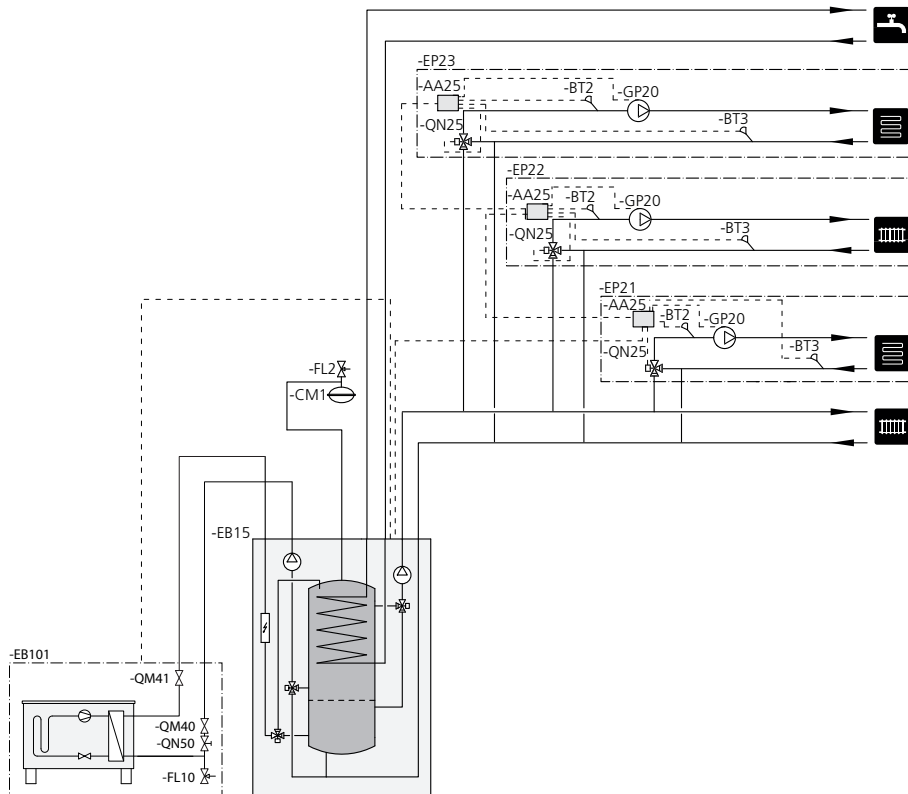 -EP23
-AA25
-BT2
-GP20
-QN25
-BT3
-EP22
-AA25
-BT2
-GP20
-QN25
-BT3
-EP21
-AA25
-BT2
-GP20
-QN25
-BT3
-FL2
-CM1
-EB15
-EB101
-QM41
-QM40
-QN50
-FL10